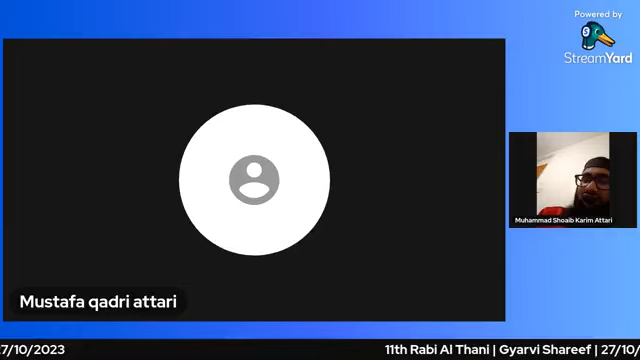 Powered by
StreamYard
Muhammad Shoaib Karim Attari
Mustafa qadri attari
27/10/2023 11th Rabi Al Thani | Gyarvi Shareef | 27/10/